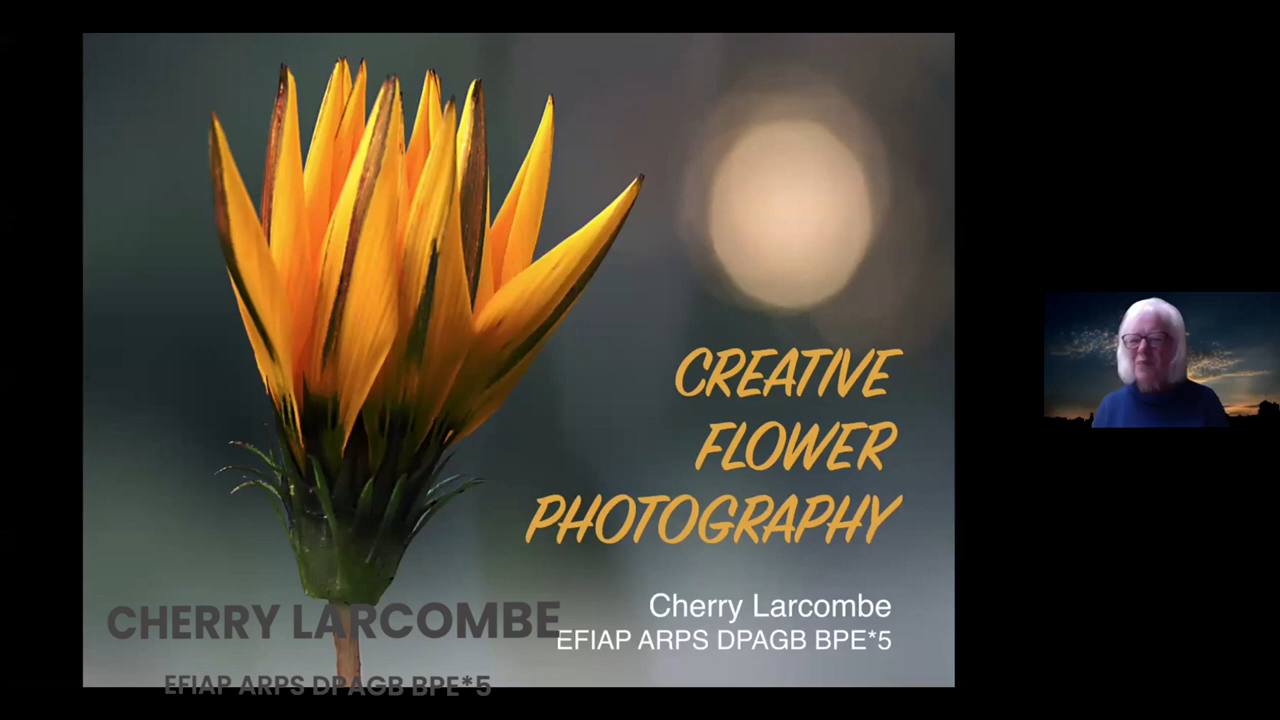 CREATIVE
FLOWER
PHOTOGRAPHY
Cherry Larcombe
EFIAP ARPS DPAGB BPE*5
CHERRY LARCOMBE
EFIAP ARPS DPAGB BPE*5